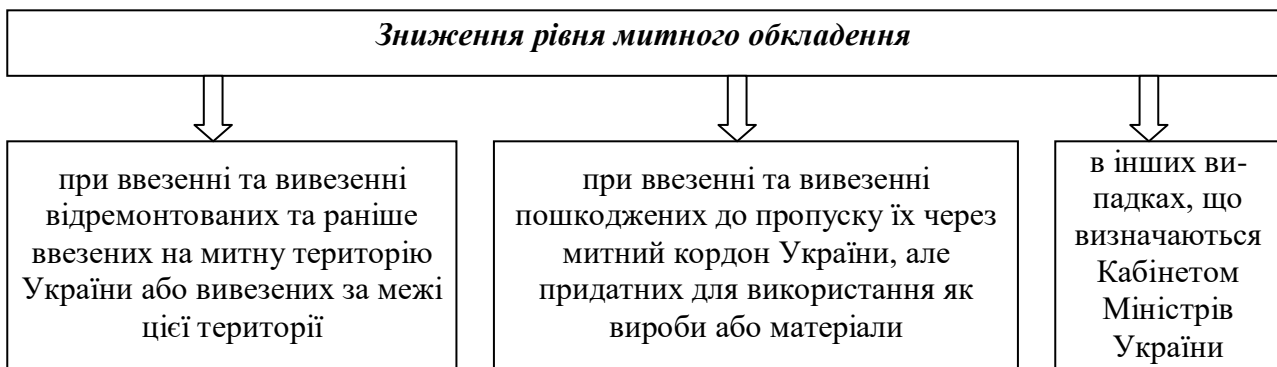 Зниження рівня митного обкладення
при ввезенні та вивезенні
відремонтованих та раніше
ввезених на митну територію
України або вивезених за межі
цієї території
при ввезенні та вивезенні
пошкоджених до пропуску їх через
митний кордон України, але
придатних для використання як
вироби або матеріали
в інших ви-
падках, що
визначаються
Кабінетом
Міністрів
України